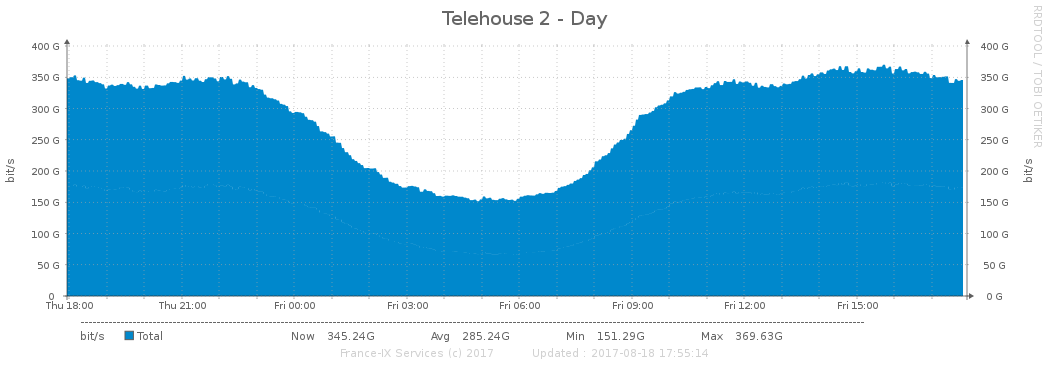 Telehouse 2 - Day
RRDTOOL / TOBI OETIKER
400 G 400 G
350 G 350 G
300 G 300 G
250 G 250 G
200 G 200 G
150 G 150 G
100 G 100 G
50 G 50 G
0 0 G
bit/s bit/s
Thu 18:00 Thu 21:00 Fri 00:00 Fri 03:00 Fri 06:00 Fri 09:00 Fri 12:00 Fri 15:00
bit/s Total Now 345.24G Avg 285.24G Min 151.29G Max 369.63G
France-IX Services (c) 2017 Updated : 2017-08-18 17:55:14